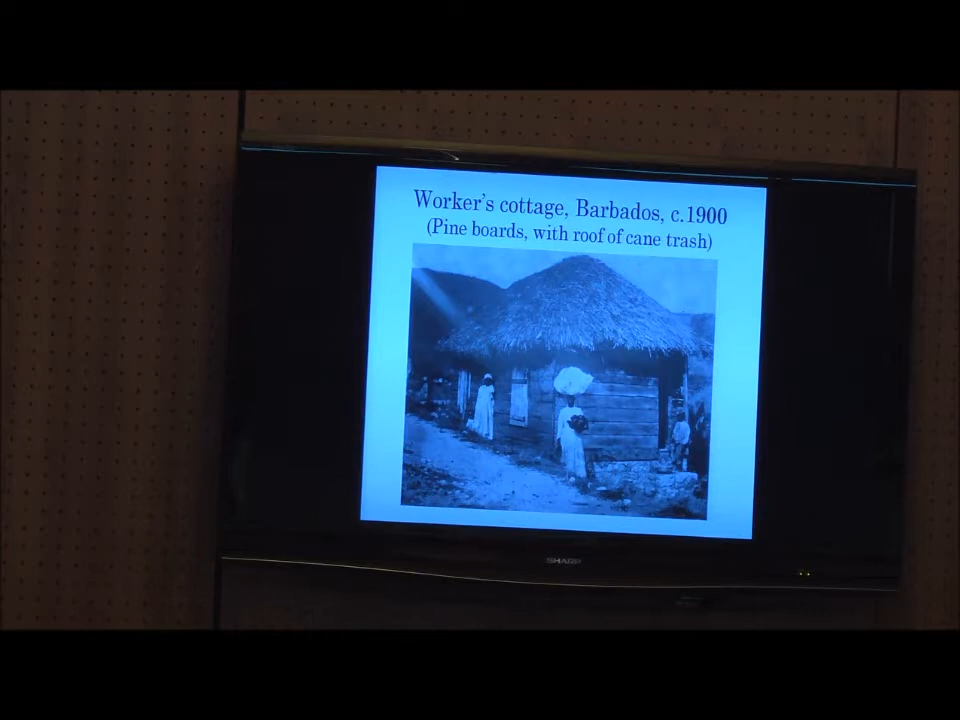 Worker's cottage, Barbados, c.1900
(Pine boards, with roof of cane trash)
SHARP